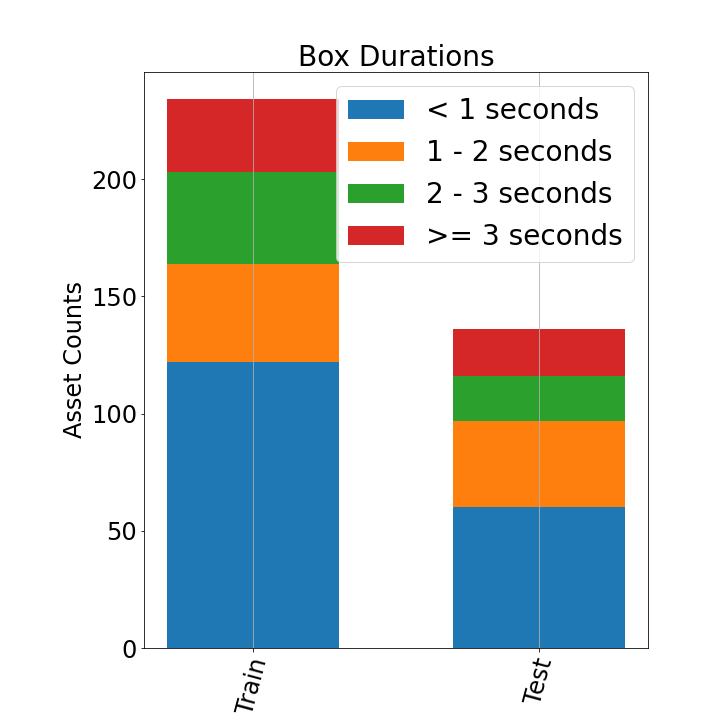 Box Durations
< 1 seconds
1 - 2 seconds
2 - 3 seconds
>= 3 seconds
Asset Counts
200
150
100
50
0
Train
Test